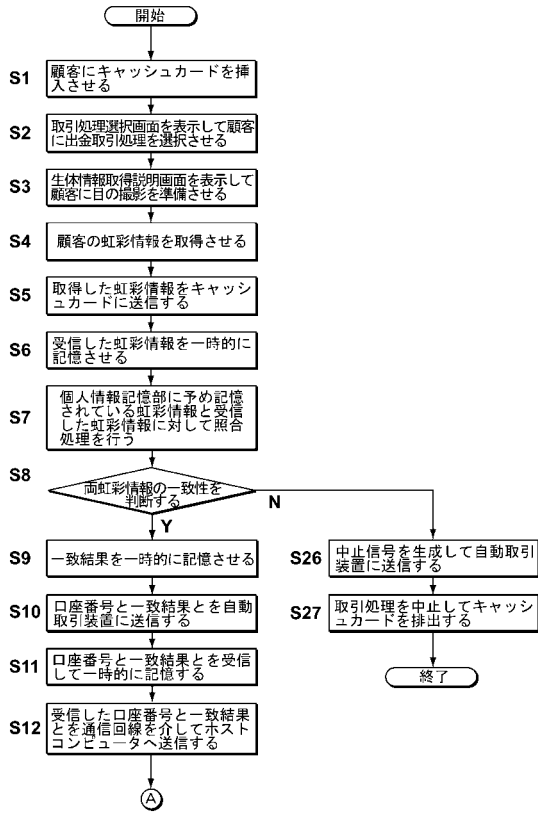 開始
S1
顧客にキャッシュカードを挿
入させる
S2
取引処理選択画面を表示して顧客
に出金取引処理を選択させる
S3
生体情報取得説明画面を表示して
顧客に目の撮影を準備させる
S4
顧客の虹彩情報を取得させる
S5
取得した虹彩情報をキャッシ
ュカードに送信する
S6
受信した虹彩情報を一時的に
記憶させる
S7
個人情報記憶部に予め記憶
されている虹彩情報と受信
した虹彩情報に対して照合
処理を行う
S8
両虹彩情報の一致性を
判断する
N
Y
S9
一致結果を一時的に記憶させる
S10
口座番号と一致結果とを自動
取引装置に送信する
S11
口座番号と一致結果とを受信
して一時的に記憶する
S12
受信した口座番号と一致結果
とを通信回線を介してホスト
コンピュータへ送信する
A
S26
中止信号を生成して自動取引
装置に送信する
S27
取引処理を中止してキャッシ
ュカードを排出する
終了